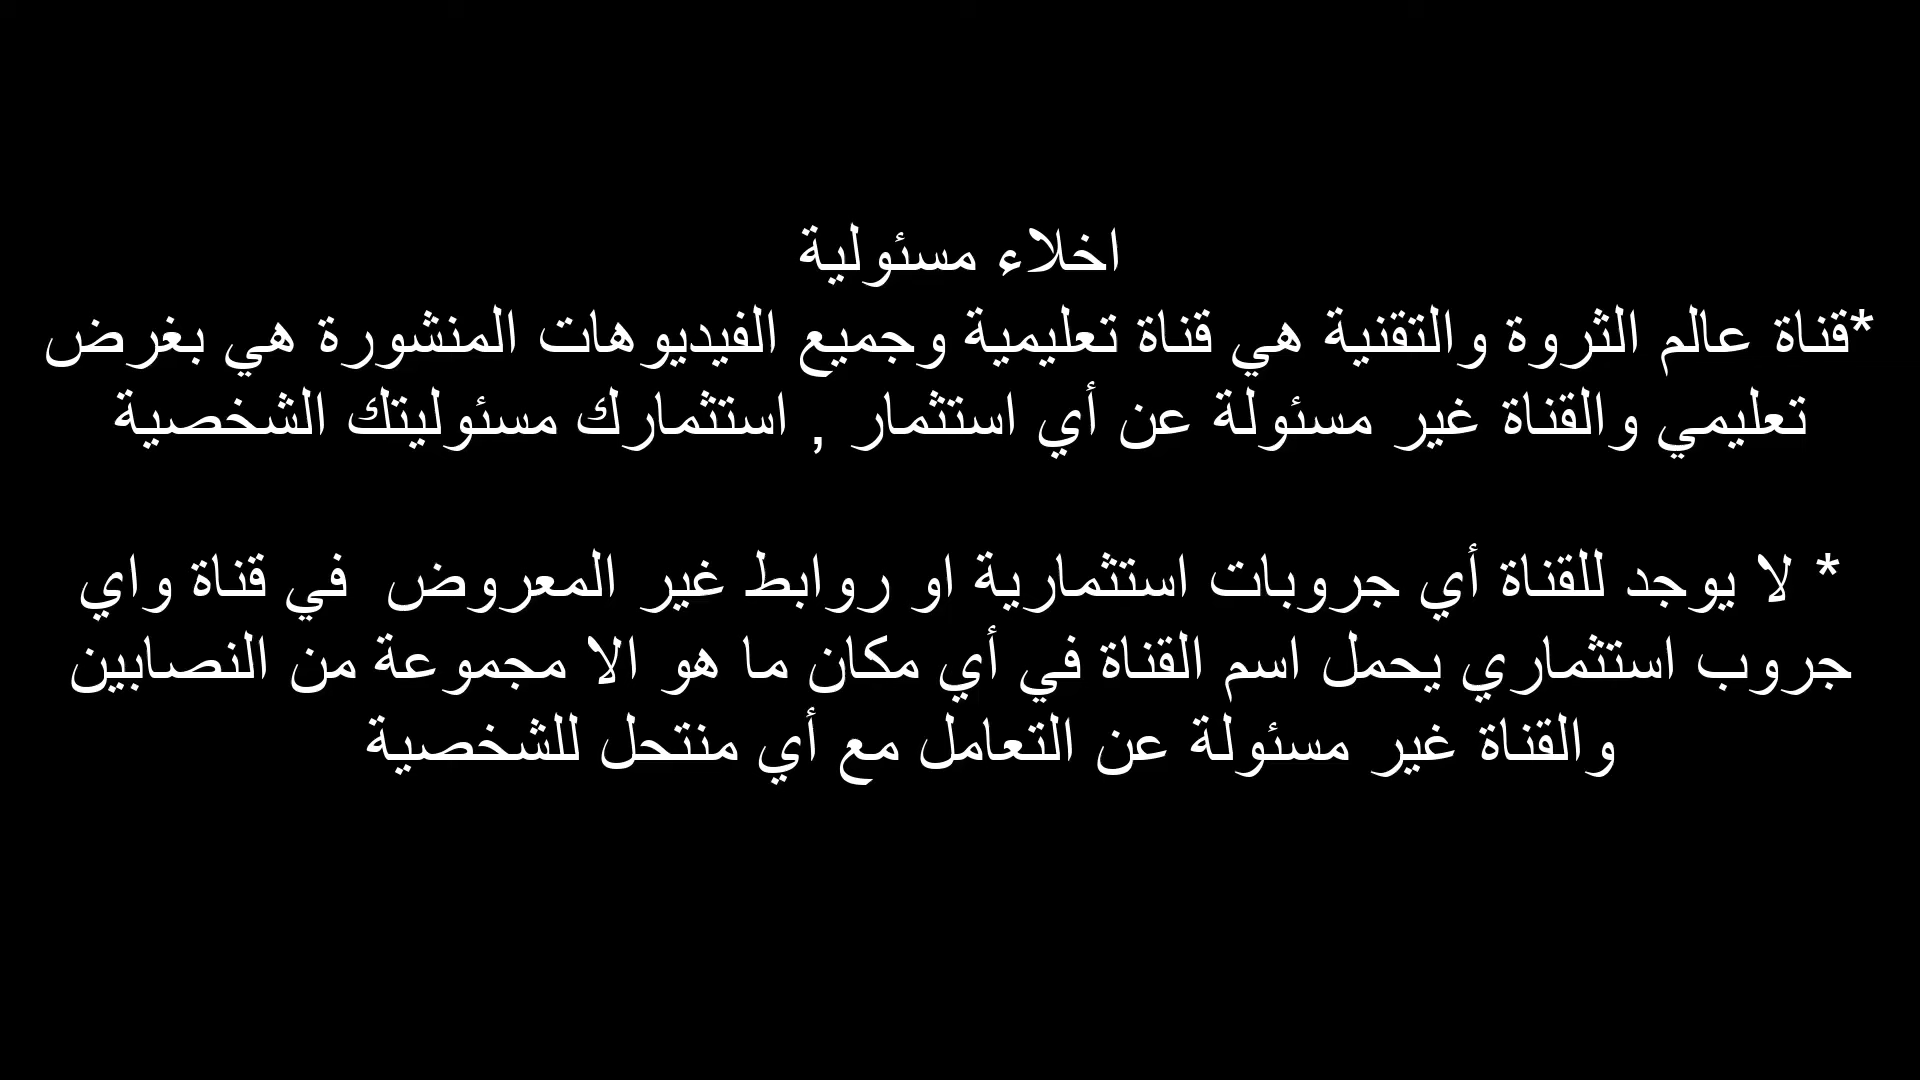 اخلاء مسئولية
*قناة عالم الثروة والتقنية هي قناة تعليمية وجميع الفيديوهات المنشورة هي بغرض
تعليمي والقناة غير مسئولة عن أي استثمار , استثمارك مسئوليتك الشخصية
* لا يوجد للقناة أي جروبات استثمارية او روابط غير المعروض في قناة واي
جروب استثماري يحمل اسم القناة في أي مكان ما هو الا مجموعة من النصابين
والقناة غير مسئولة عن التعامل مع أي منتحل للشخصية